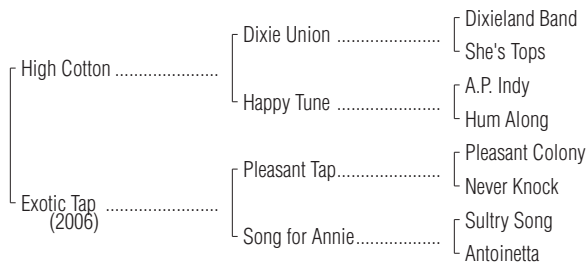 Dixieland Band
Dixie Union ......................
She's Tops
High Cotton ......................
A.P. Indy
Happy Tune ......................
Hum Along
Pleasant Colony
Pleasant Tap......................
Never Knock
Exotic Tap ......................
(2006)
Sultry Song
Song for Annie..................
Antoinetta